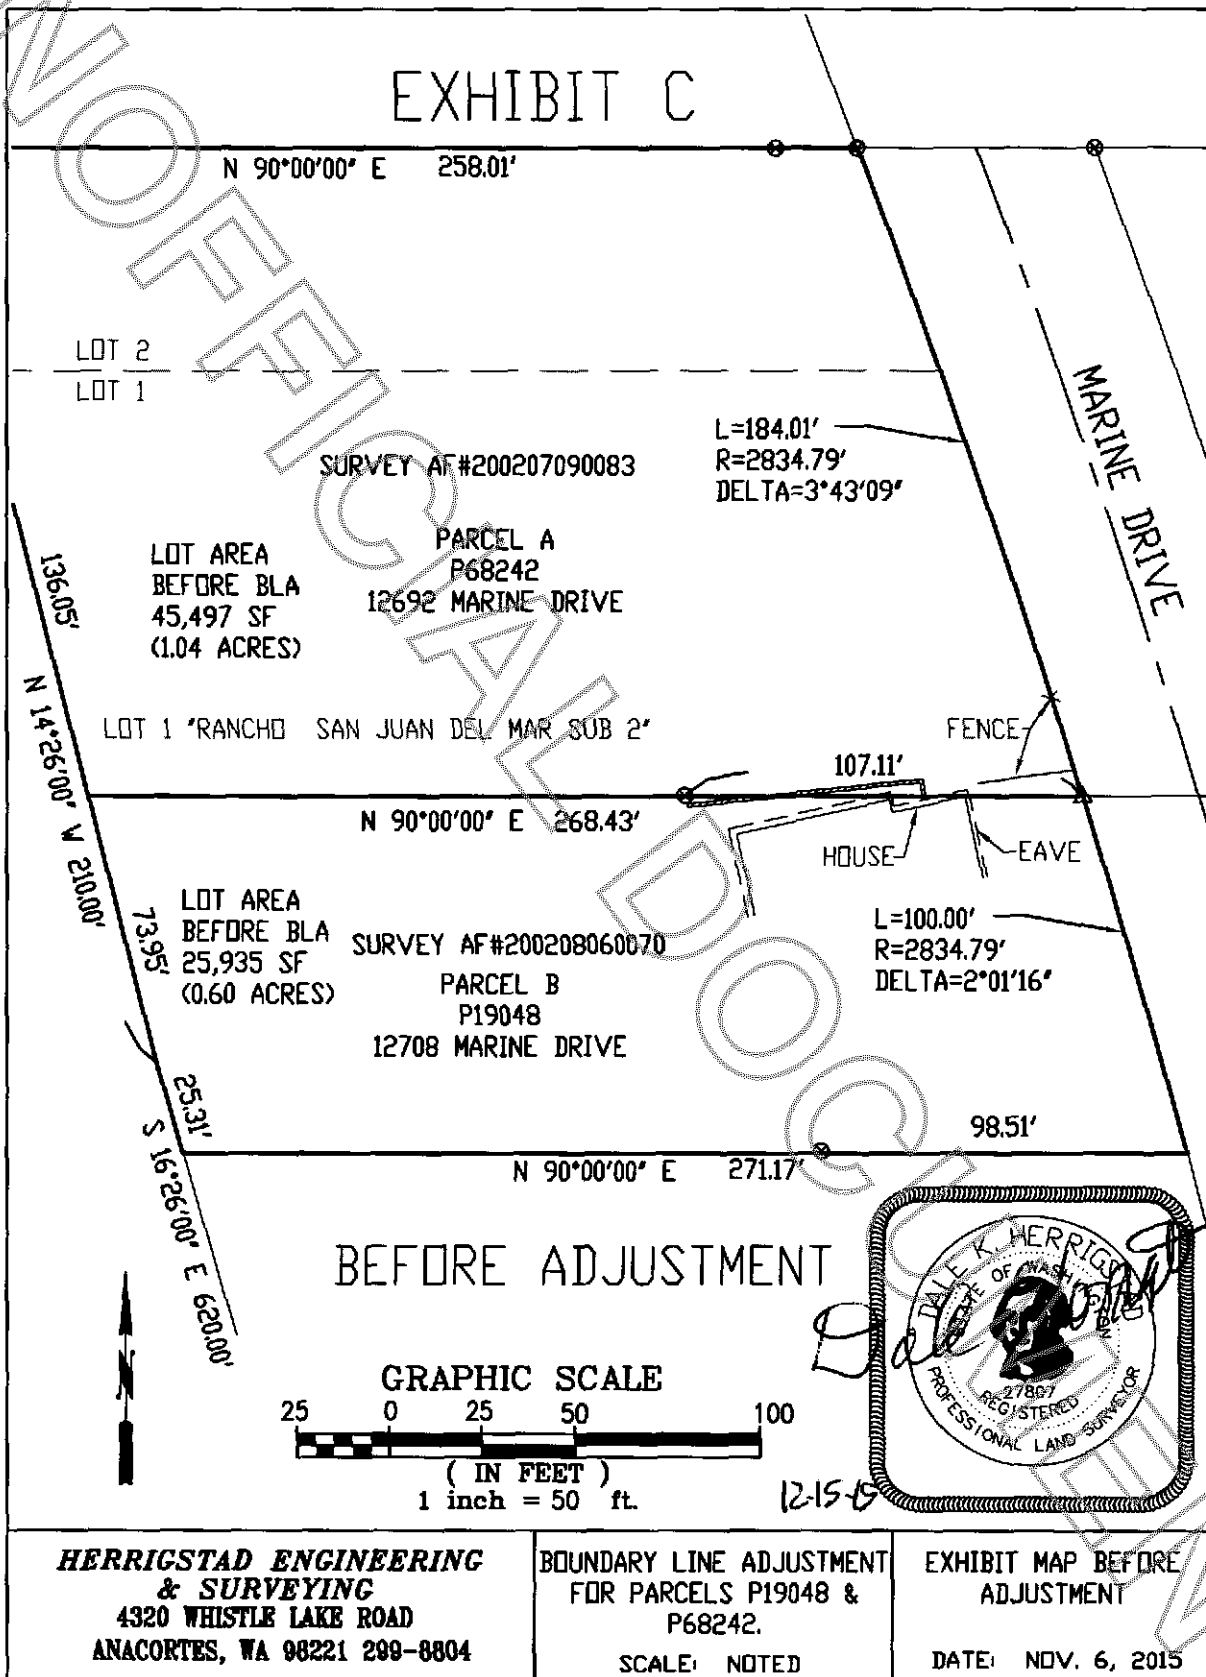 EXHIBIT C
N 90°00'00" E 258.01'
LOT 2
LOT 1
L=184.01'
R=2834.79'
DELTA=3°43'09"
MARINE DRIVE
SURVEY AF#200207090083
PARCEL A
P68242
12692 MARINE DRIVE
LOT AREA
BEFORE BLA
45,497 SF
(1.04 ACRES)
136.05'
N 14°26'00" W 210.00'
LOT 1 "RANCHO SAN JUAN DEL MAR SUB 2"
FENCE
107.11'
N 90°00'00" E 268.43'
HOUSE
EAVE
LOT AREA
BEFORE BLA
25,935 SF
(0.60 ACRES)
73.95'
SURVEY AF#200208060070
PARCEL B
P19048
12708 MARINE DRIVE
L=100.00'
R=2834.79'
DELTA=2°01'16"
25.31'
S 16°26'00" E 620.00'
98.51'
N 90°00'00" E 271.17'
BEFORE ADJUSTMENT
N
GRAPHIC SCALE
25 0 25 50 100
( IN FEET )
1 inch = 50 ft.
DALE K. HERRIGSTAD
STATE OF WASHINGTON
27807
REGISTERED
PROFESSIONAL LAND SURVEYOR
12-15-15
UNOFFICIAL DOCUMENT
HERRIGSTAD ENGINEERING
& SURVEYING
4320 WHISTLE LAKE ROAD
ANACORTES, WA 98221 299-8804
BOUNDARY LINE ADJUSTMENT
FOR PARCELS P19048 &
P68242.
SCALE: NOTED
EXHIBIT MAP BEFORE
ADJUSTMENT
DATE: NOV. 6, 2015